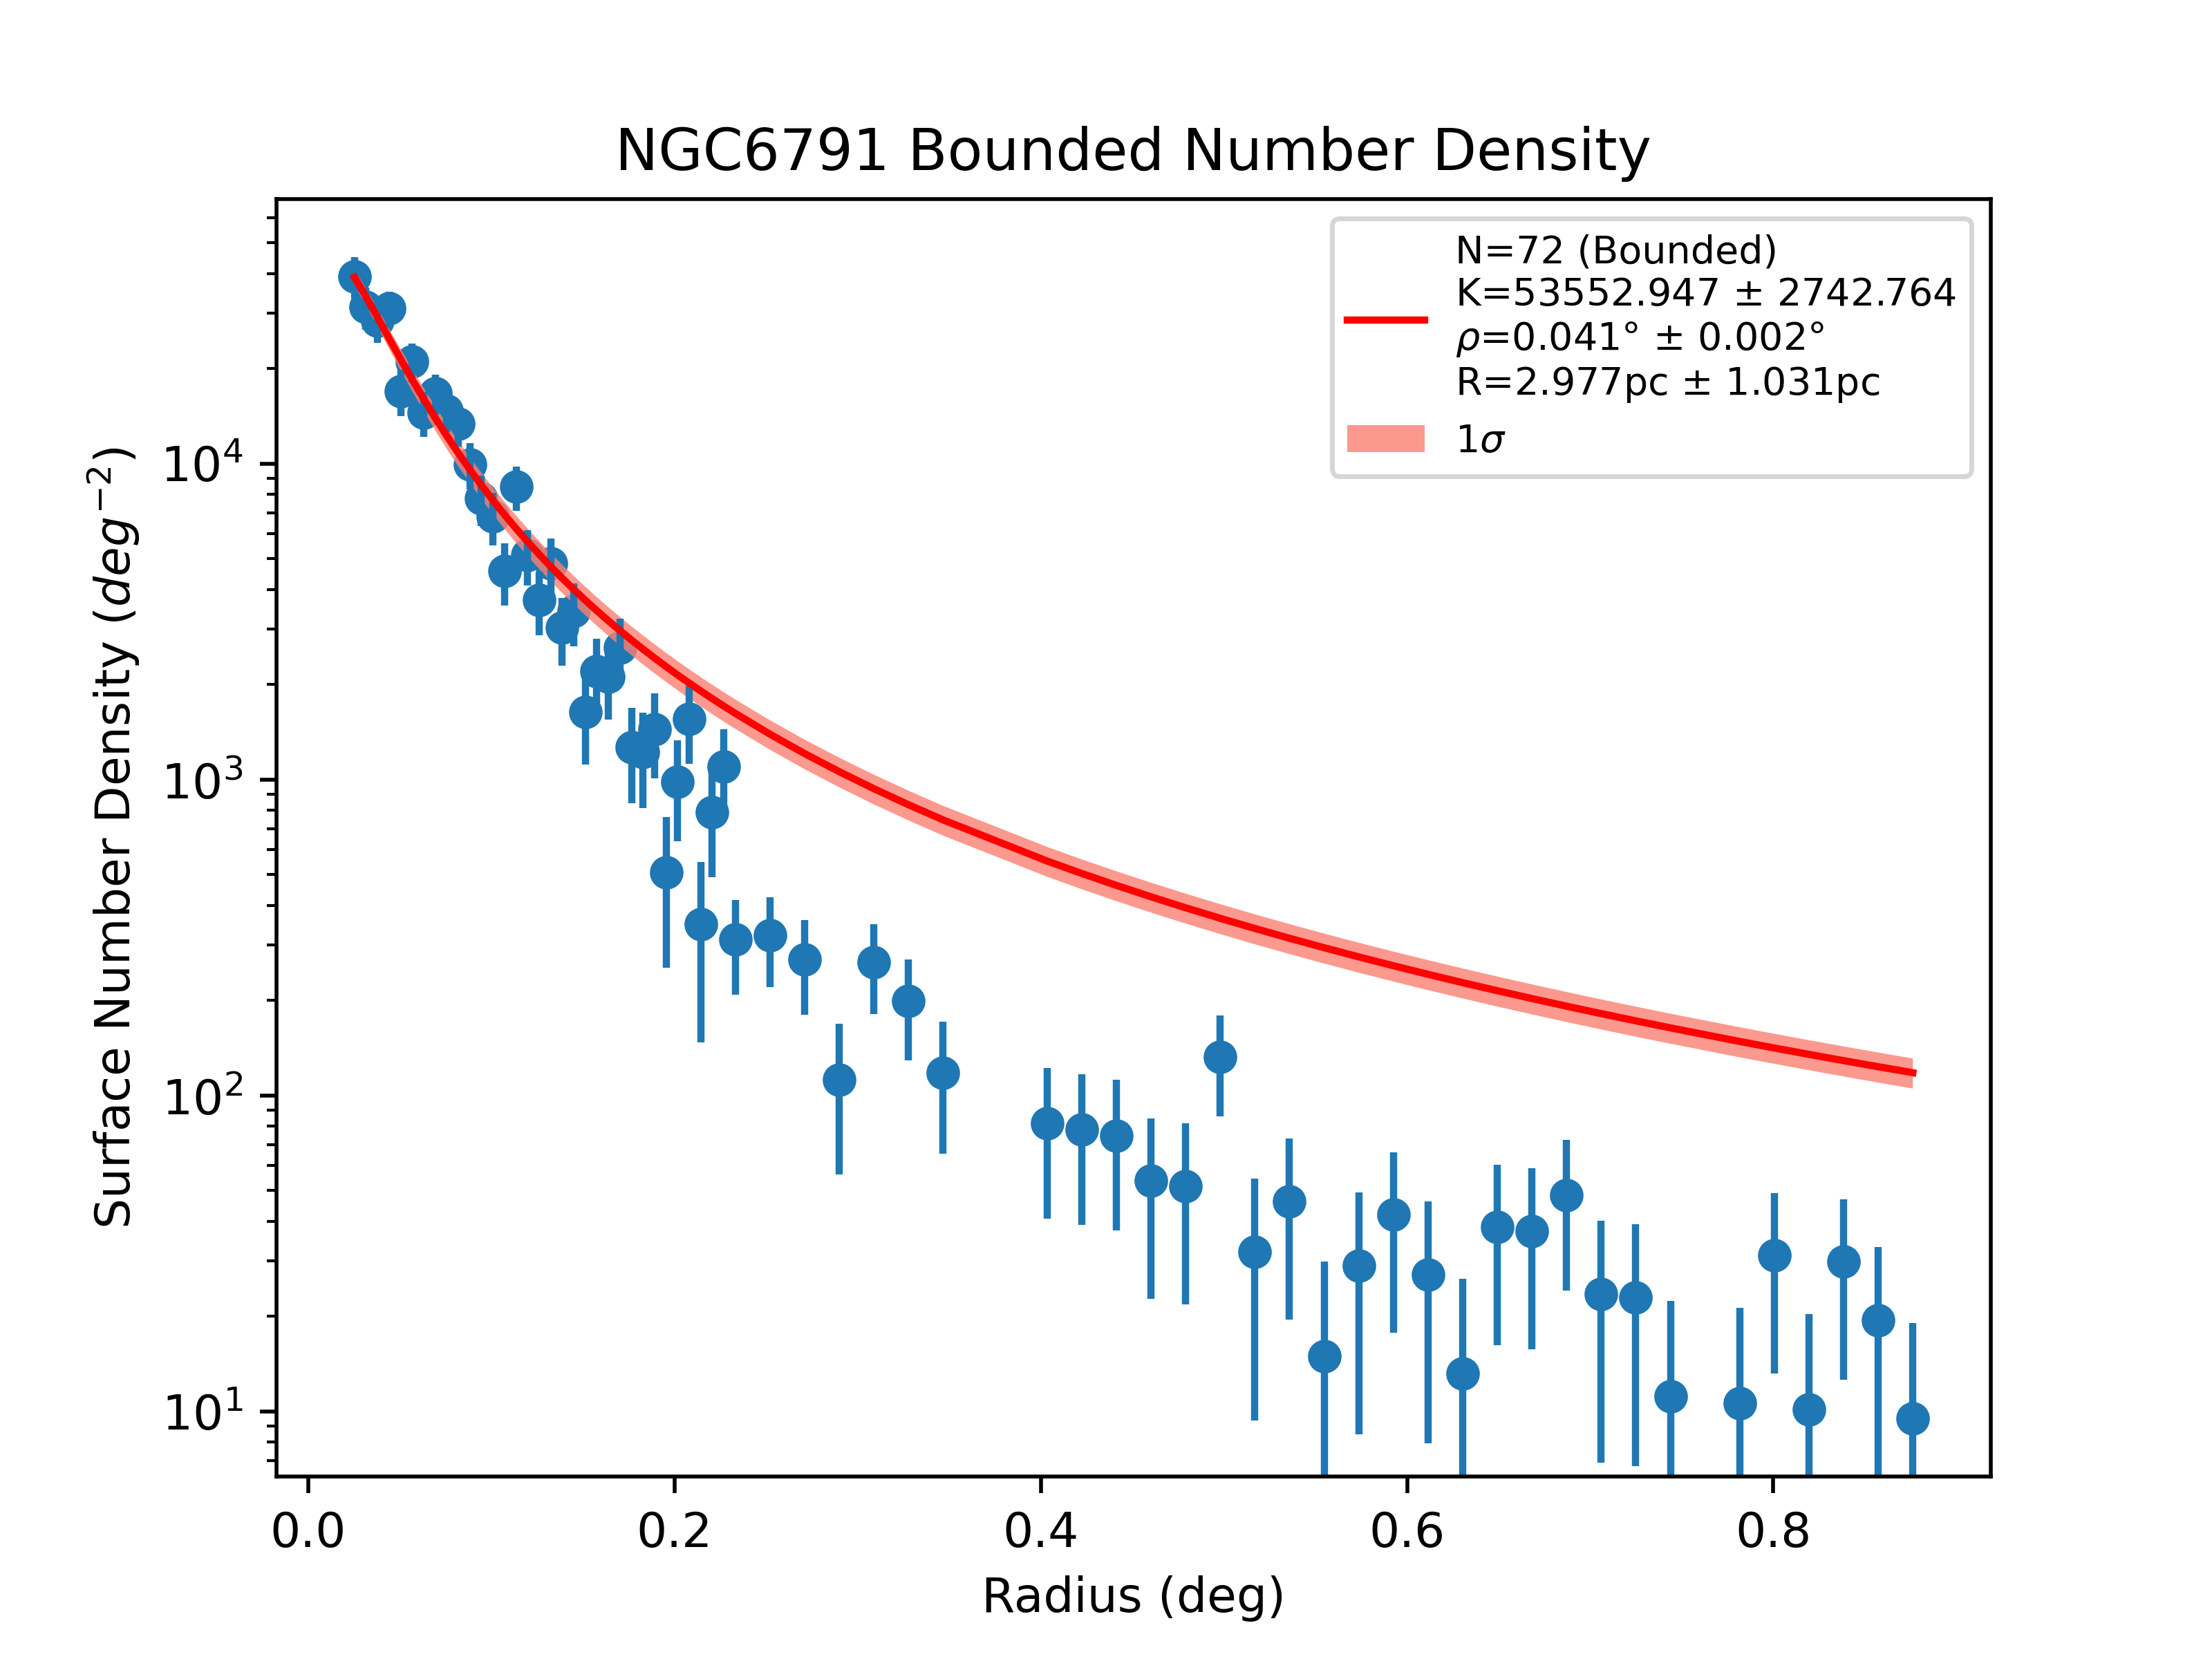 NGC6791 Bounded Number Density
N=72 (Bounded)
K=53552.947 ± 2742.764
ρ=0.041° ± 0.002°
R=2.977pc ± 1.031pc
1σ
Surface Number Density (deg⁻²)
10⁴
10³
10²
10¹
0.0 0.2 0.4 0.6 0.8
Radius (deg)